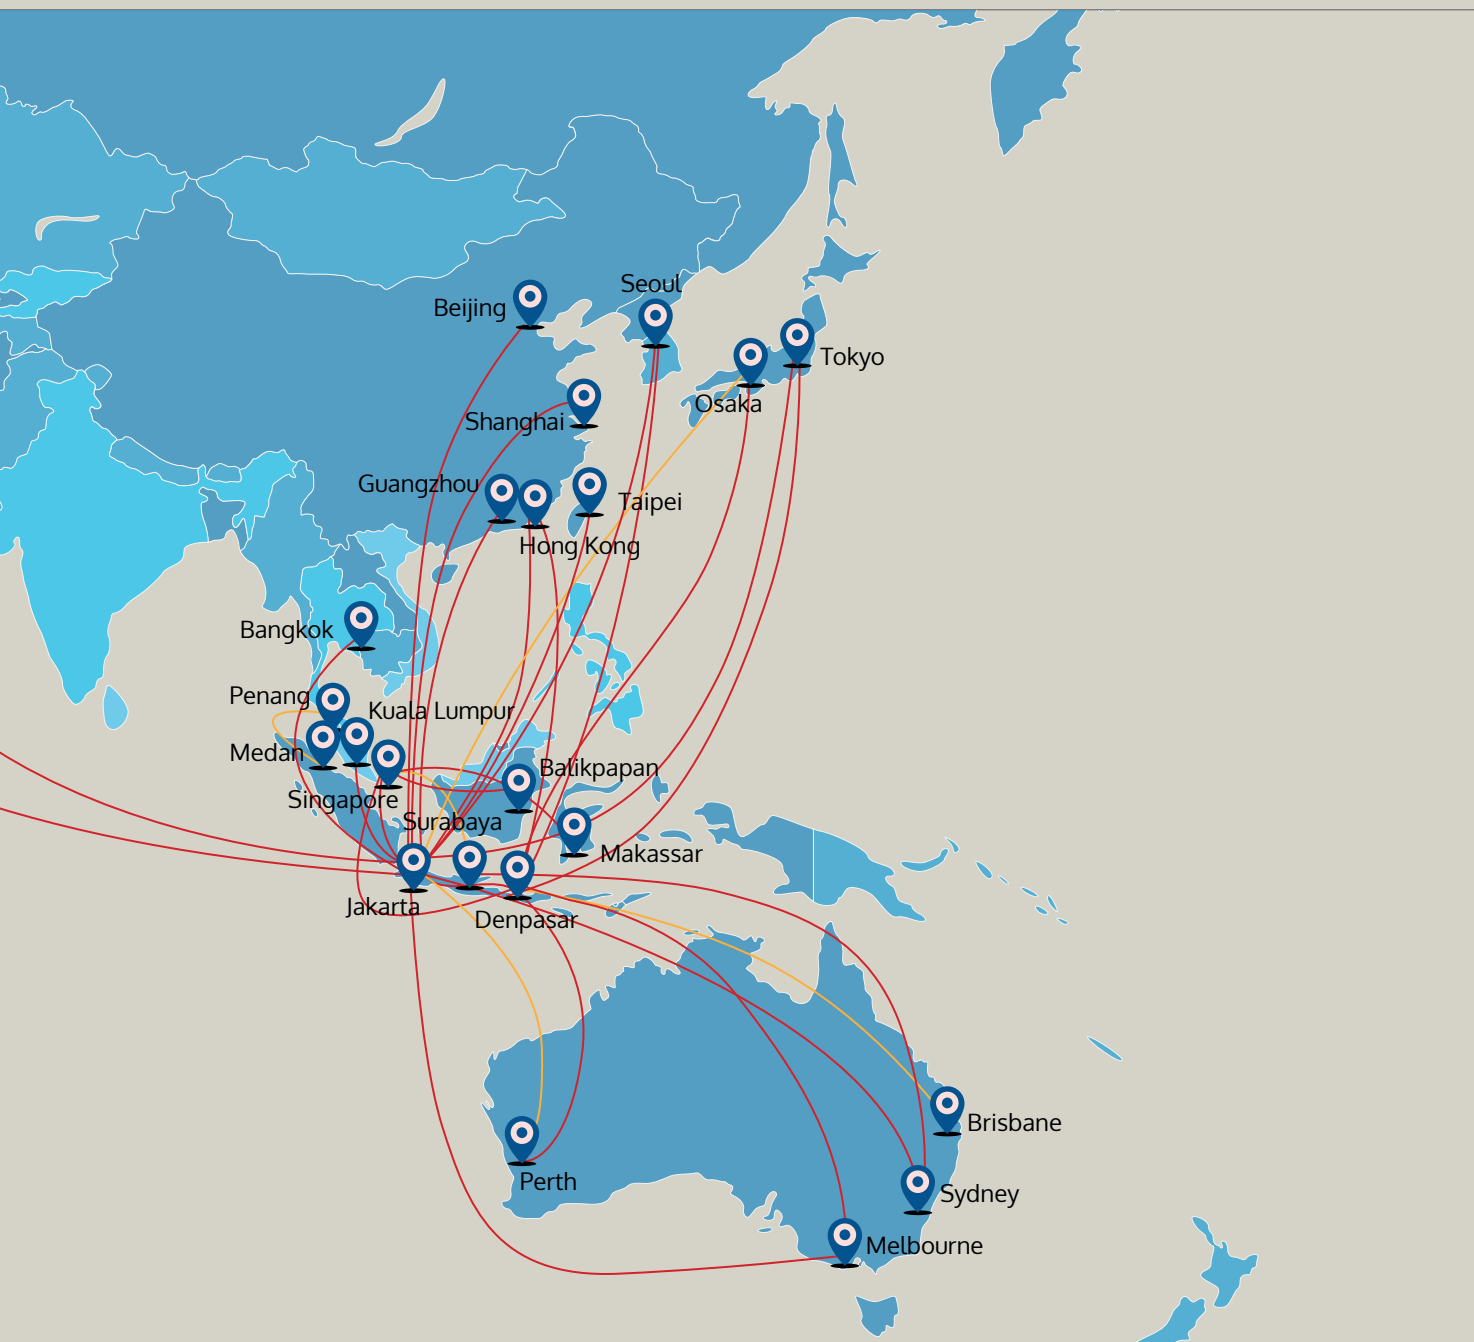 Seoul
Beijing
Tokyo
Osaka
Shanghai
Guangzhou
Taipei
Hong Kong
Bangkok
Penang
Kuala Lumpur
Medan
Balikpapan
Singapore
Surabaya
Makassar
Jakarta
Denpasar
Brisbane
Perth
Sydney
Melbourne